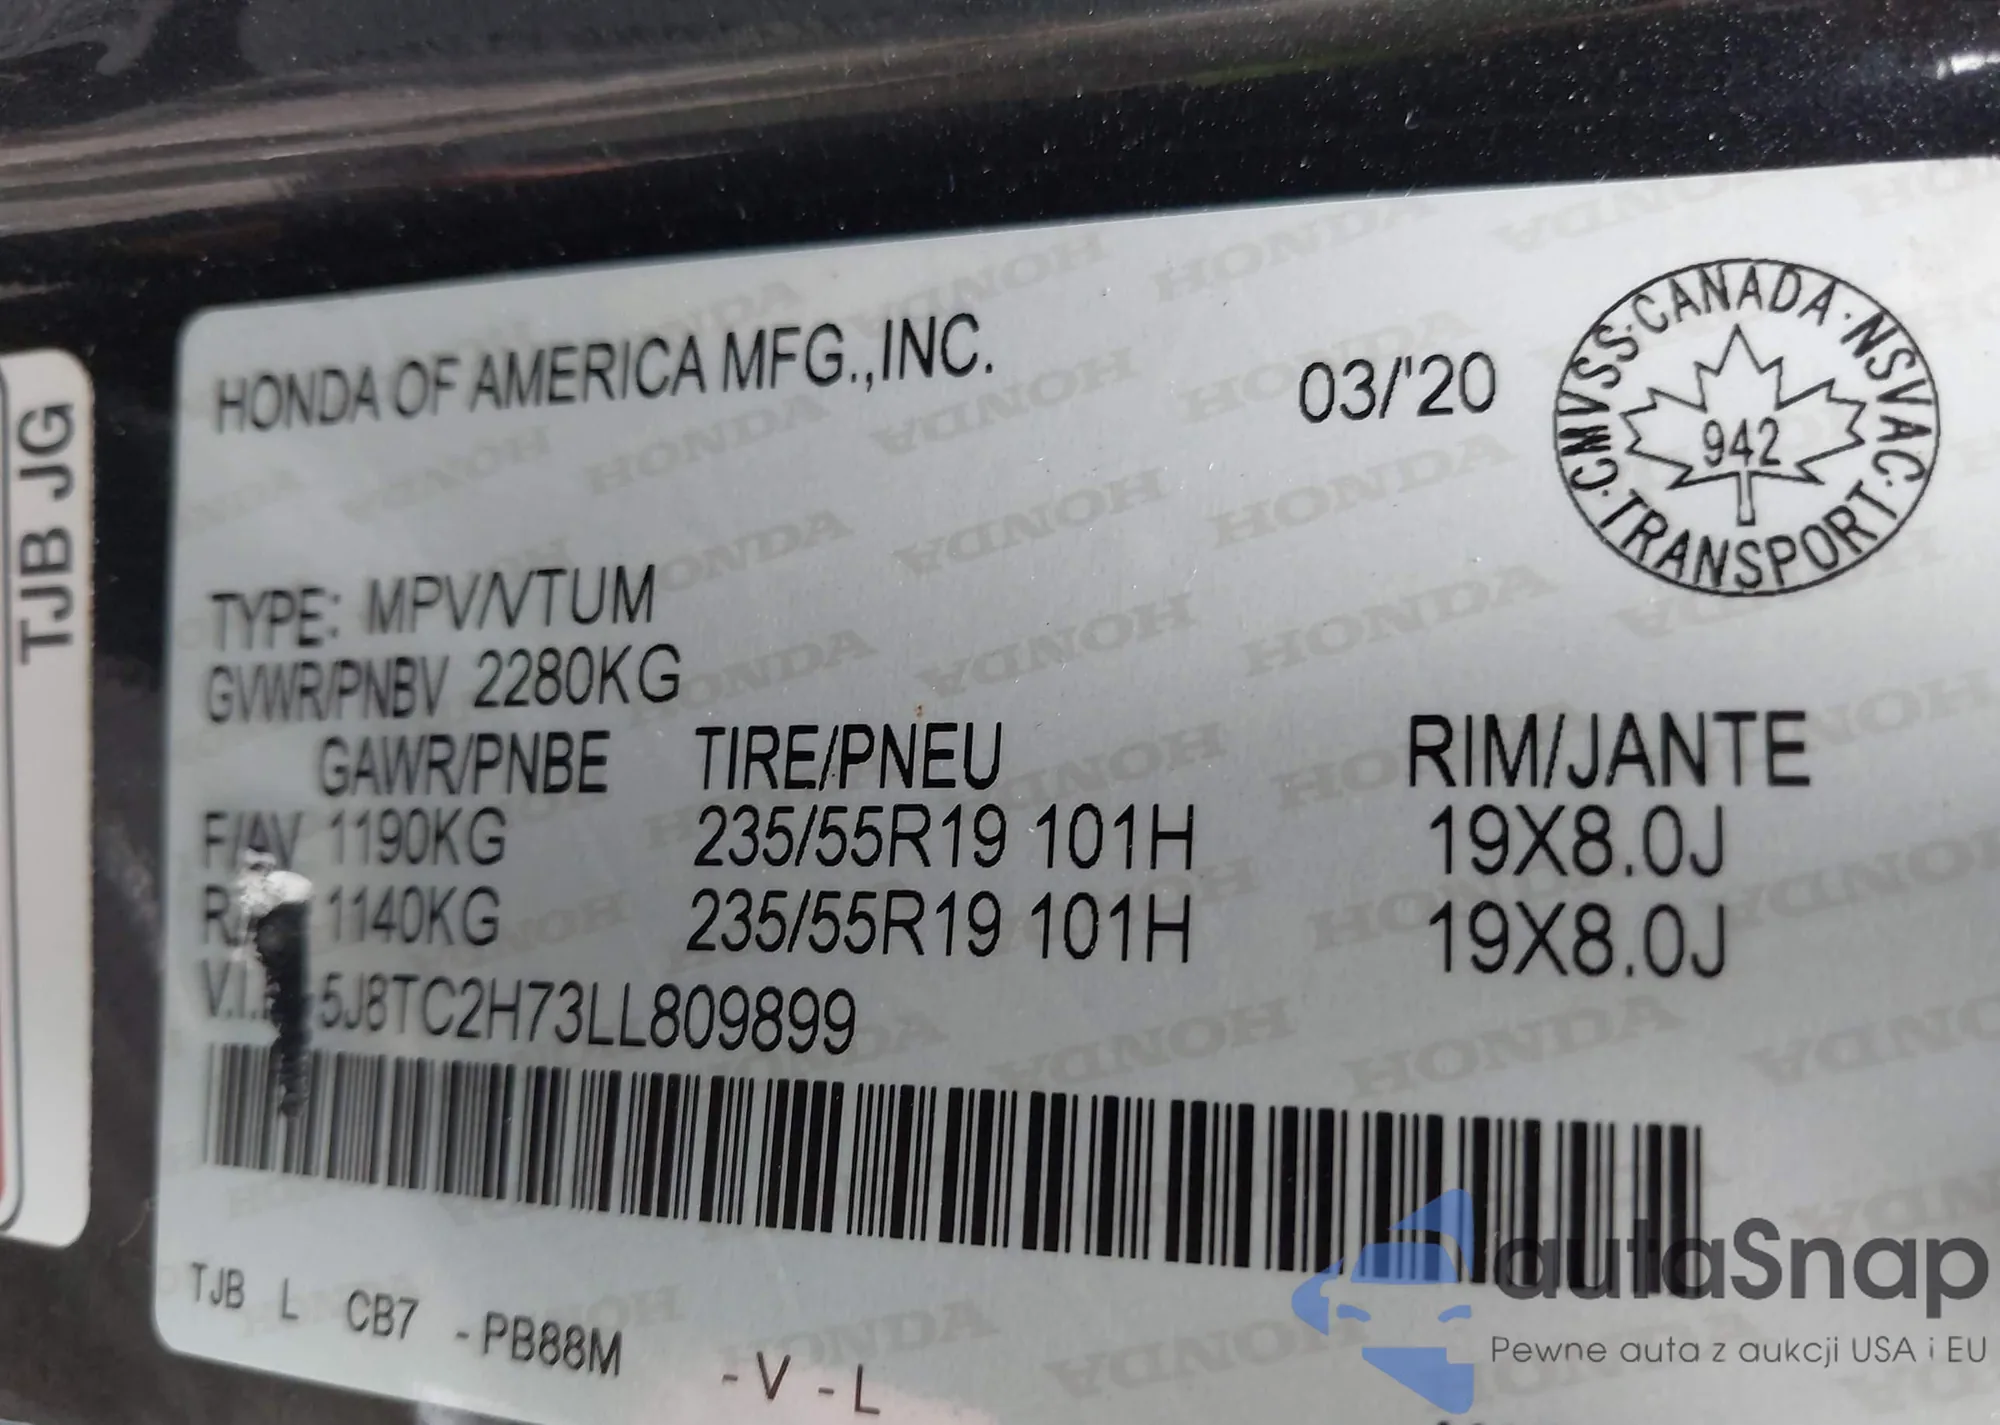 HONDA OF AMERICA MFG.,INC.
03/'20
CMVSS·CANADA·NSVAC·TRANSPORT·
942
TJB JG
TYPE: MPV/VTUM
GVWR/PNBV 2280KG
GAWR/PNBE TIRE/PNEU RIM/JANTE
F/AV 1190KG 235/55R19 101H 19X8.0J
1140KG 235/55R19 101H 19X8.0J
5J8TC2H73LL809899
TJB L CB7 -PB88M -V -L
autaSnap
Pewne auta z aukcji USA i EU